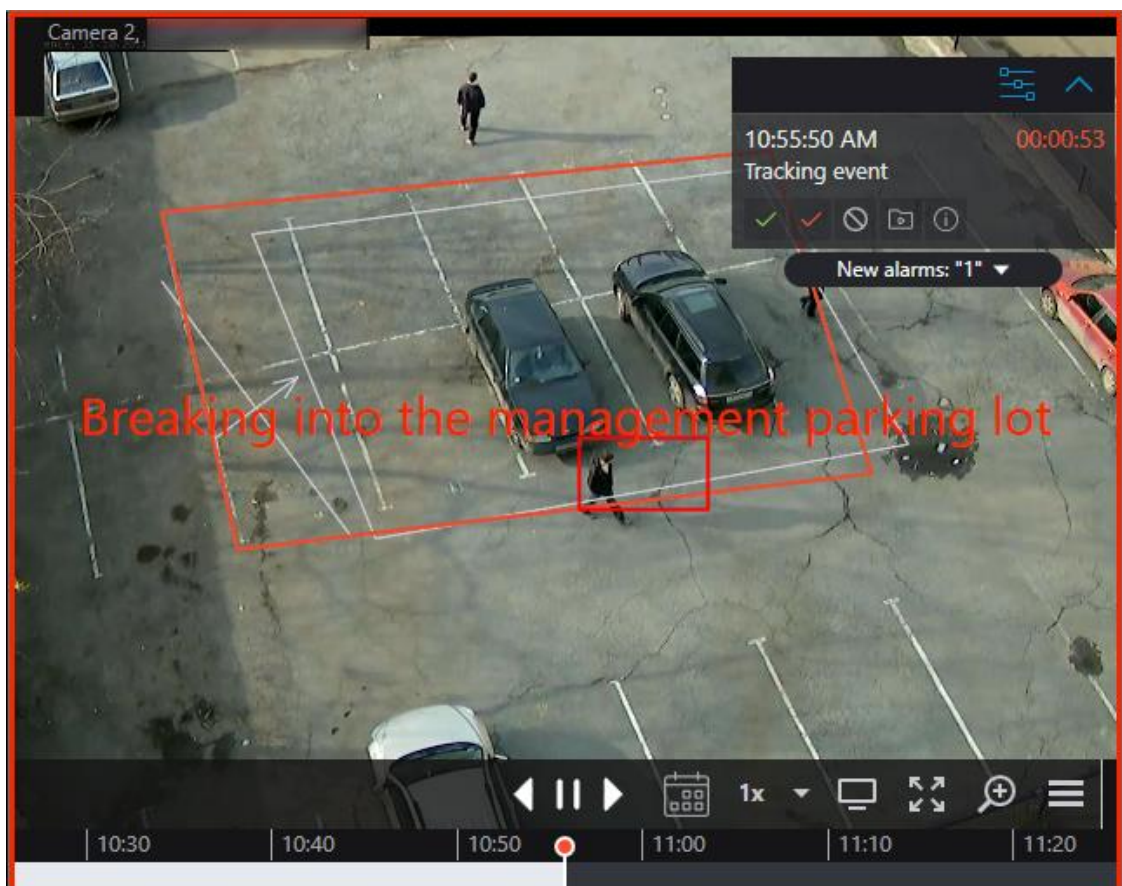 Camera 2,
10:55:50 AM 00:00:53
Tracking event
New alarms: "1"
Breaking into the management parking lot
1x
10:30 10:40 10:50 11:00 11:10 11:20